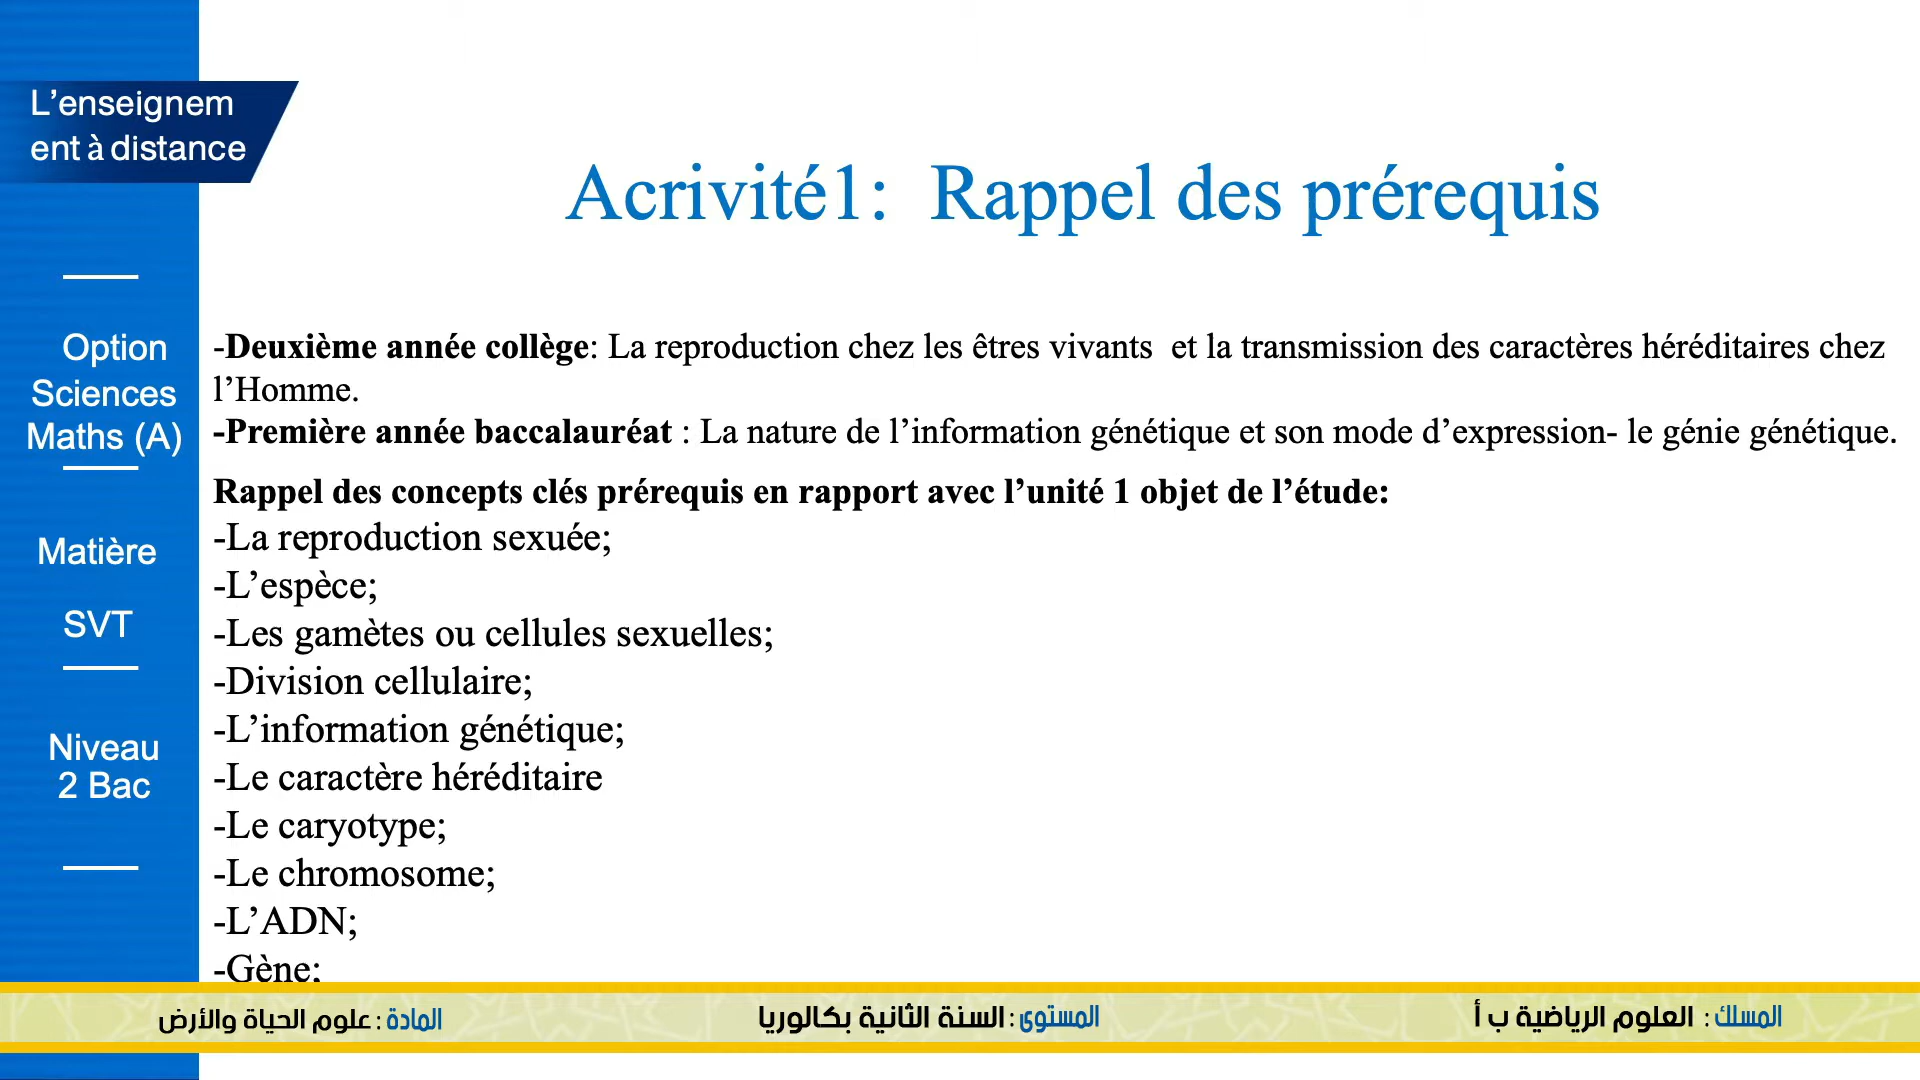 L’enseignem
ent à distance
Acrivité1:  Rappel des prérequis
Option
Sciences
Maths (A)
Matière
SVT
Niveau
2 Bac
-Deuxième année collège: La reproduction chez les êtres vivants  et la transmission des caractères héréditaires chez
l’Homme.
-Première année baccalauréat : La nature de l’information génétique et son mode d’expression- le génie génétique.
Rappel des concepts clés prérequis en rapport avec l’unité 1 objet de l’étude:
-La reproduction sexuée;
-L’espèce;
-Les gamètes ou cellules sexuelles;
-Division cellulaire;
-L’information génétique;
-Le caractère héréditaire
-Le caryotype;
-Le chromosome;
-L’ADN;
-Gène;
المسلك : العلوم الرياضية ب أ
المستوى : السنة الثانية بكالوريا
المادة : علوم الحياة والأرض